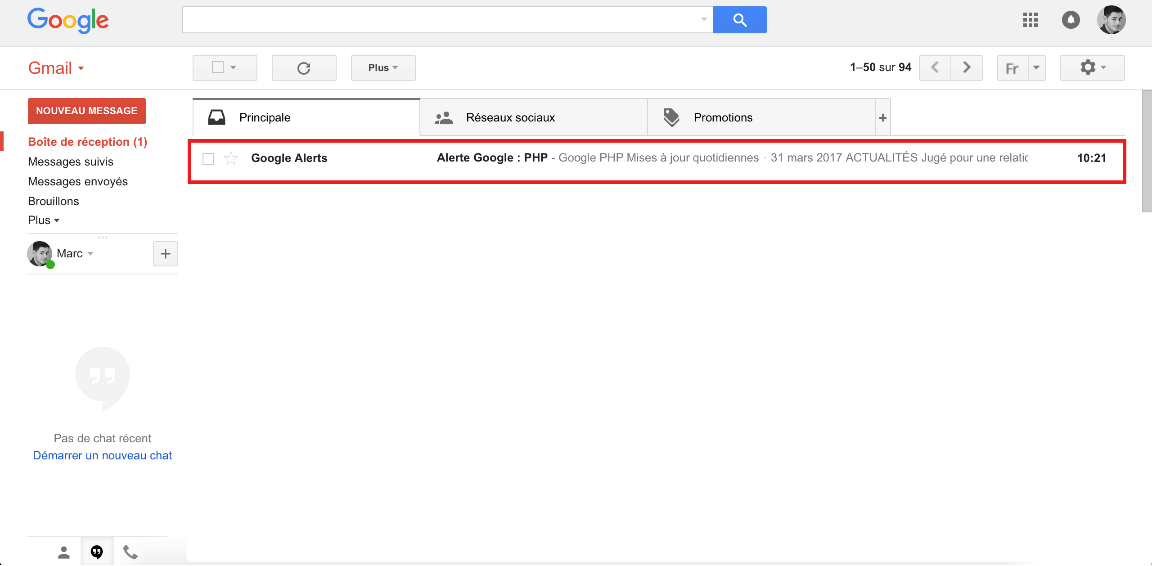 Google
Gmail
Plus
1–50 sur 94
Fr
NOUVEAU MESSAGE
Principale
Réseaux sociaux
Promotions
+
Boîte de réception (1)
Google Alerts Alerte Google : PHP - Google PHP Mises à jour quotidiennes · 31 mars 2017 ACTUALITÉS Jugé pour une relatic 10:21
Messages suivis
Messages envoyés
Brouillons
Plus
Marc
+
Pas de chat récent
Démarrer un nouveau chat